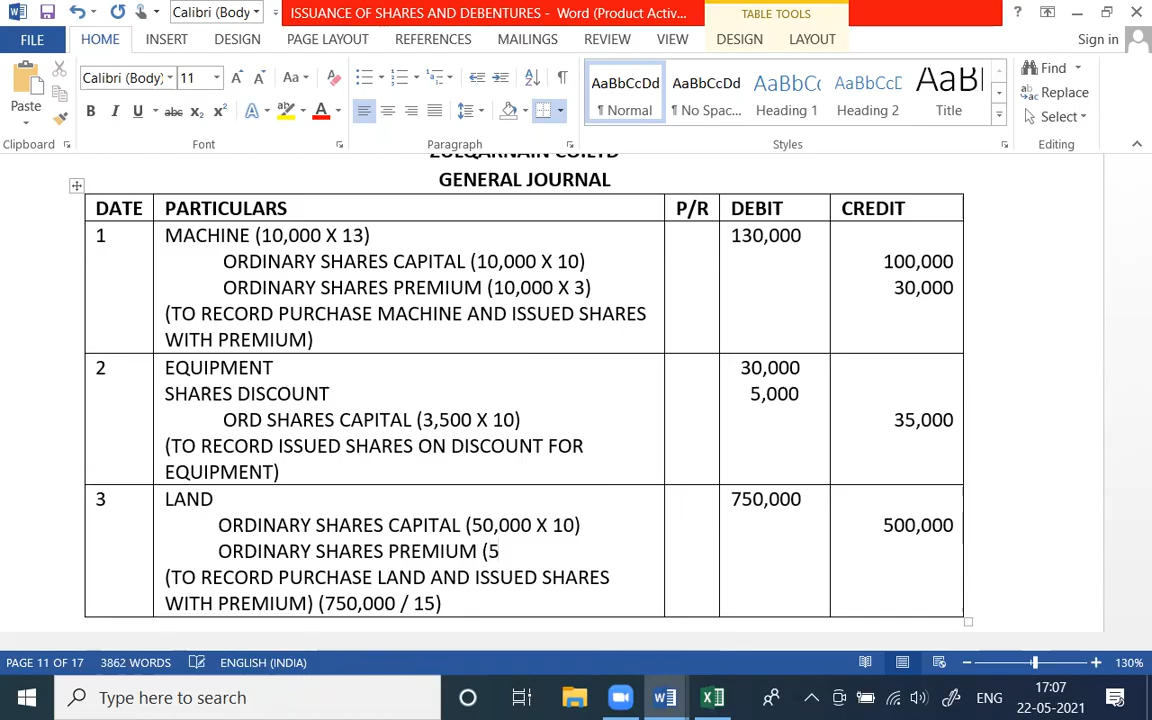 Calibri (Body
ISSUANCE OF SHARES AND DEBENTURES - Word (Product Activ...
TABLE TOOLS
?
FILE
HOME
INSERT
DESIGN
PAGE LAYOUT
REFERENCES
MAILINGS
REVIEW
VIEW
DESIGN
LAYOUT
Sign in
Paste
Clipboard
Calibri (Body)
11
Font
Paragraph
AaBbCcDd
¶ Normal
AaBbCcDd
¶ No Spac...
AaBbC
Heading 1
AaBbCcD
Heading 2
AaB
Title
Styles
Find
Replace
Select
Editing
ZULQARNAIN CO.LTD
GENERAL JOURNAL
DATE PARTICULARS P/R DEBIT CREDIT
1 MACHINE (10,000 X 13) 130,000
ORDINARY SHARES CAPITAL (10,000 X 10) 100,000
ORDINARY SHARES PREMIUM (10,000 X 3) 30,000
(TO RECORD PURCHASE MACHINE AND ISSUED SHARES
WITH PREMIUM)
2 EQUIPMENT 30,000
SHARES DISCOUNT 5,000
ORD SHARES CAPITAL (3,500 X 10) 35,000
(TO RECORD ISSUED SHARES ON DISCOUNT FOR
EQUIPMENT)
3 LAND 750,000
ORDINARY SHARES CAPITAL (50,000 X 10) 500,000
ORDINARY SHARES PREMIUM (5
(TO RECORD PURCHASE LAND AND ISSUED SHARES
WITH PREMIUM) (750,000 / 15)
PAGE 11 OF 17 3862 WORDS ENGLISH (INDIA) 130%
Type here to search
ENG
17:07
22-05-2021